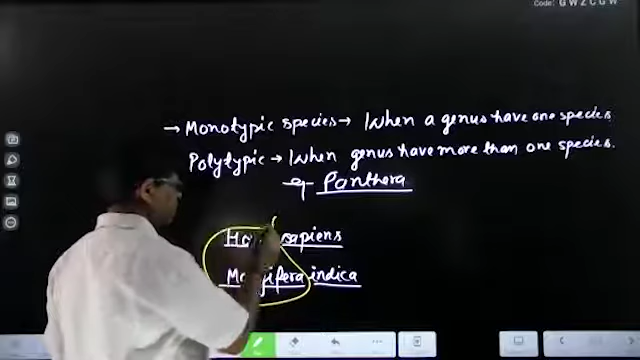 Code: G W Z C G W
→ Monotypic species → When a genus have one species
Polytypic → When genus have more than one species.
eg Panthera
sapiens
indica